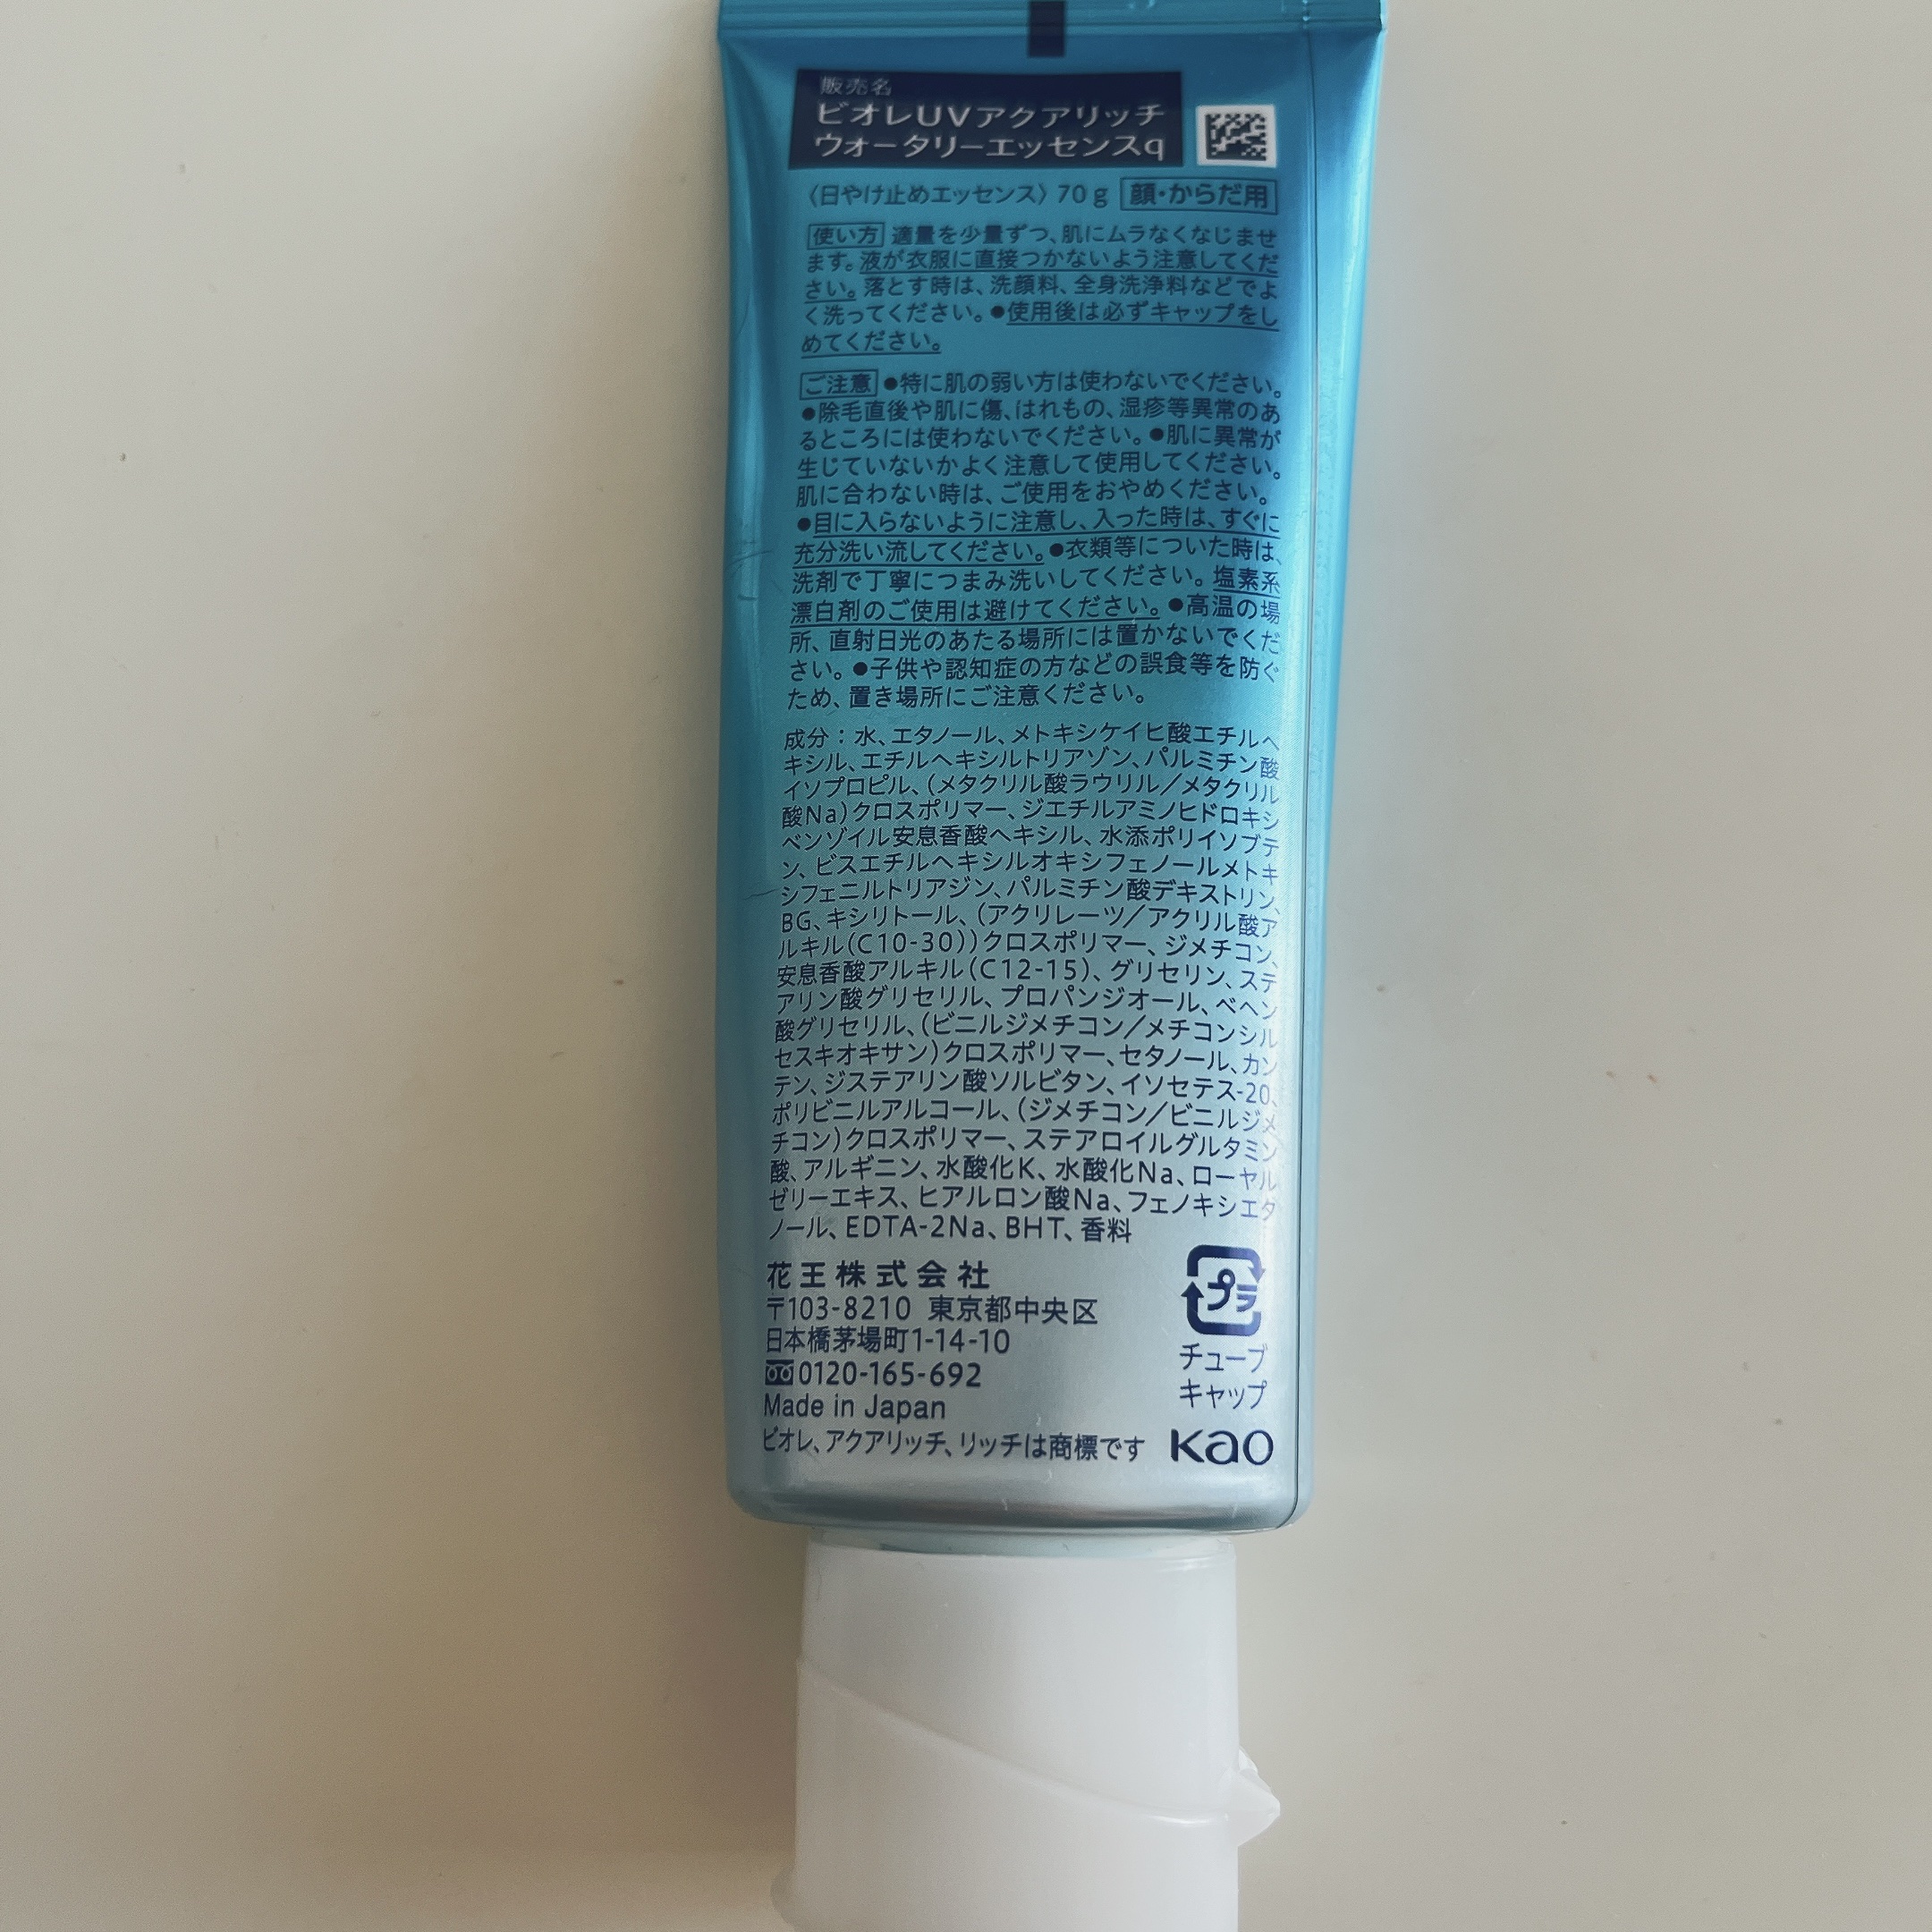 販売名
ビオレUVアクアリッチ
ウォータリーエッセンスq
〈日やけ止めエッセンス〉70g 顔・からだ用
使い方 適量を少量ずつ、肌にムラなくなじませ
ます。液が衣服に直接つかないよう注意してくだ
さい。落とす時は、洗顔料、全身洗浄料などでよ
く洗ってください。●使用後は必ずキャップをし
めてください。
ご注意 ●特に肌の弱い方は使わないでください。
●除毛直後や肌に傷、はれもの、湿疹等異常のあ
るところには使わないでください。●肌に異常が
生じていないかよく注意して使用してください。
肌に合わない時は、ご使用をおやめください。
●目に入らないように注意し、入った時は、すぐに
充分洗い流してください。●衣類等についた時は、
洗剤で丁寧につまみ洗いしてください。塩素系
漂白剤のご使用は避けてください。●高温の場
所、直射日光のあたる場所には置かないでくだ
さい。●子供や認知症の方などの誤食等を防ぐ
ため、置き場所にご注意ください。
成分：水、エタノール、メトキシケイヒ酸エチルヘ
キシル、エチルヘキシルトリアゾン、パルミチン酸
イソプロピル、(メタクリル酸ラウリル／メタクリル
酸Na)クロスポリマー、ジエチルアミノヒドロキシ
ベンゾイル安息香酸ヘキシル、水添ポリイソブテ
ン、ビスエチルヘキシルオキシフェノールメトキ
シフェニルトリアジン、パルミチン酸デキストリン、
BG、キシリトール、(アクリレーツ／アクリル酸ア
ルキル(C10-30))クロスポリマー、ジメチコン、
安息香酸アルキル(C12-15)、グリセリン、ステ
アリン酸グリセリル、プロパンジオール、ベヘン
酸グリセリル、(ビニルジメチコン／メチコンシル
セスキオキサン)クロスポリマー、セタノール、カン
テン、ジステアリン酸ソルビタン、イソセテス-20、
ポリビニルアルコール、(ジメチコン／ビニルジメ
チコン)クロスポリマー、ステアロイルグルタミン
酸、アルギニン、水酸化K、水酸化Na、ローヤル
ゼリーエキス、ヒアルロン酸Na、フェノキシエタ
ノール、EDTA-2Na、BHT、香料
花王株式会社
〒103-8210 東京都中央区
日本橋茅場町1-14-10
0120-165-692
Made in Japan
ビオレ、アクアリッチ、リッチは商標です
プラ
チューブ
キャップ
Kao